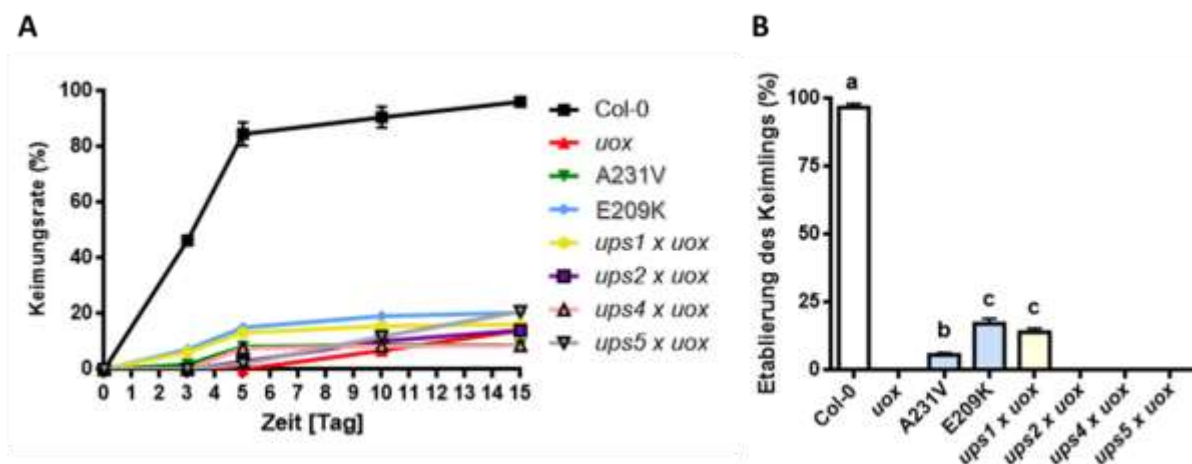 A
Keimungsrate (%)
100
80
60
40
20
0
0 1 2 3 4 5 6 7 8 9 10 11 12 13 14 15
Zeit [Tag]
Col-0
uox
A231V
E209K
ups1 x uox
ups2 x uox
ups4 x uox
ups5 x uox
B
Etablierung des Keimlings (%)
100
75
50
25
0
a
b
c
c
Col-0
uox
A231V
E209K
ups1 x uox
ups2 x uox
ups4 x uox
ups5 x uox